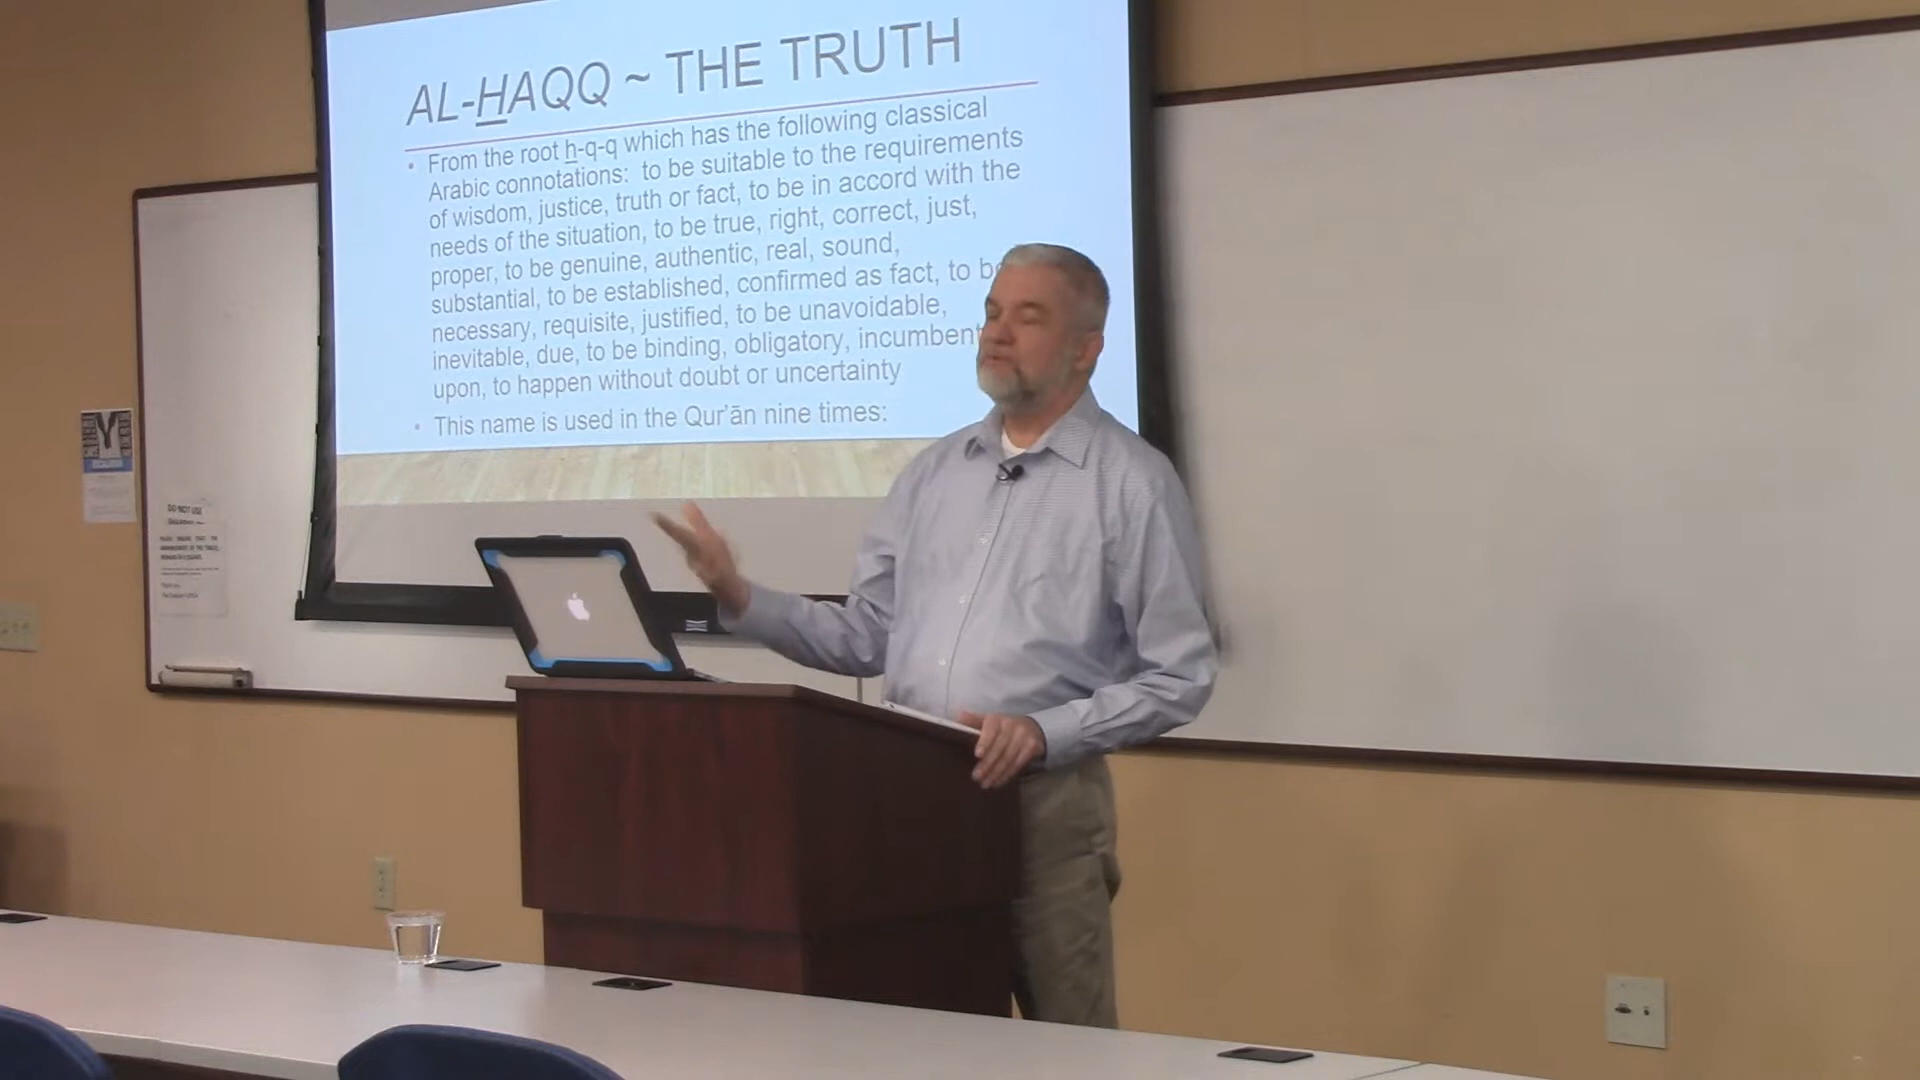 AL-HAQQ ~ THE TRUTH
• From the root h-q-q which has the following classical
Arabic connotations: to be suitable to the requirements
of wisdom, justice, truth or fact, to be in accord with the
needs of the situation, to be true, right, correct, just,
proper, to be genuine, authentic, real, sound,
substantial, to be established, confirmed as fact, to be
necessary, requisite, justified, to be unavoidable,
inevitable, due, to be binding, obligatory, incumbent
upon, to happen without doubt or uncertainty
• This name is used in the Qur'ān nine times:
Y
DO NOT USE